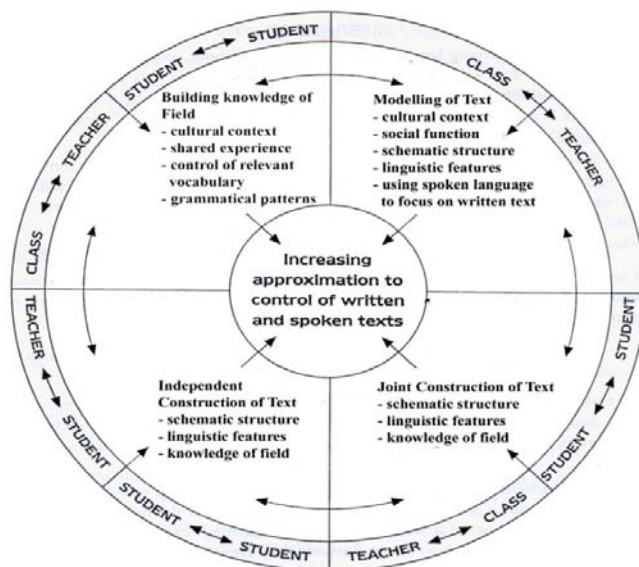 STUDENT
STUDENT
TEACHER
CLASS
Building knowledge of
Field
- cultural context
- shared experience
- control of relevant
vocabulary
- grammatical patterns
CLASS
TEACHER
Modelling of Text
- cultural context
- social function
- schematic structure
- linguistic features
- using spoken language
to focus on written text
Increasing
approximation to
control of written
and spoken texts
TEACHER
STUDENT
STUDENT
STUDENT
Independent
Construction of Text
- schematic structure
- linguistic features
- knowledge of field
Joint Construction of Text
- schematic structure
- linguistic features
- knowledge of field
STUDENT
STUDENT
CLASS
TEACHER